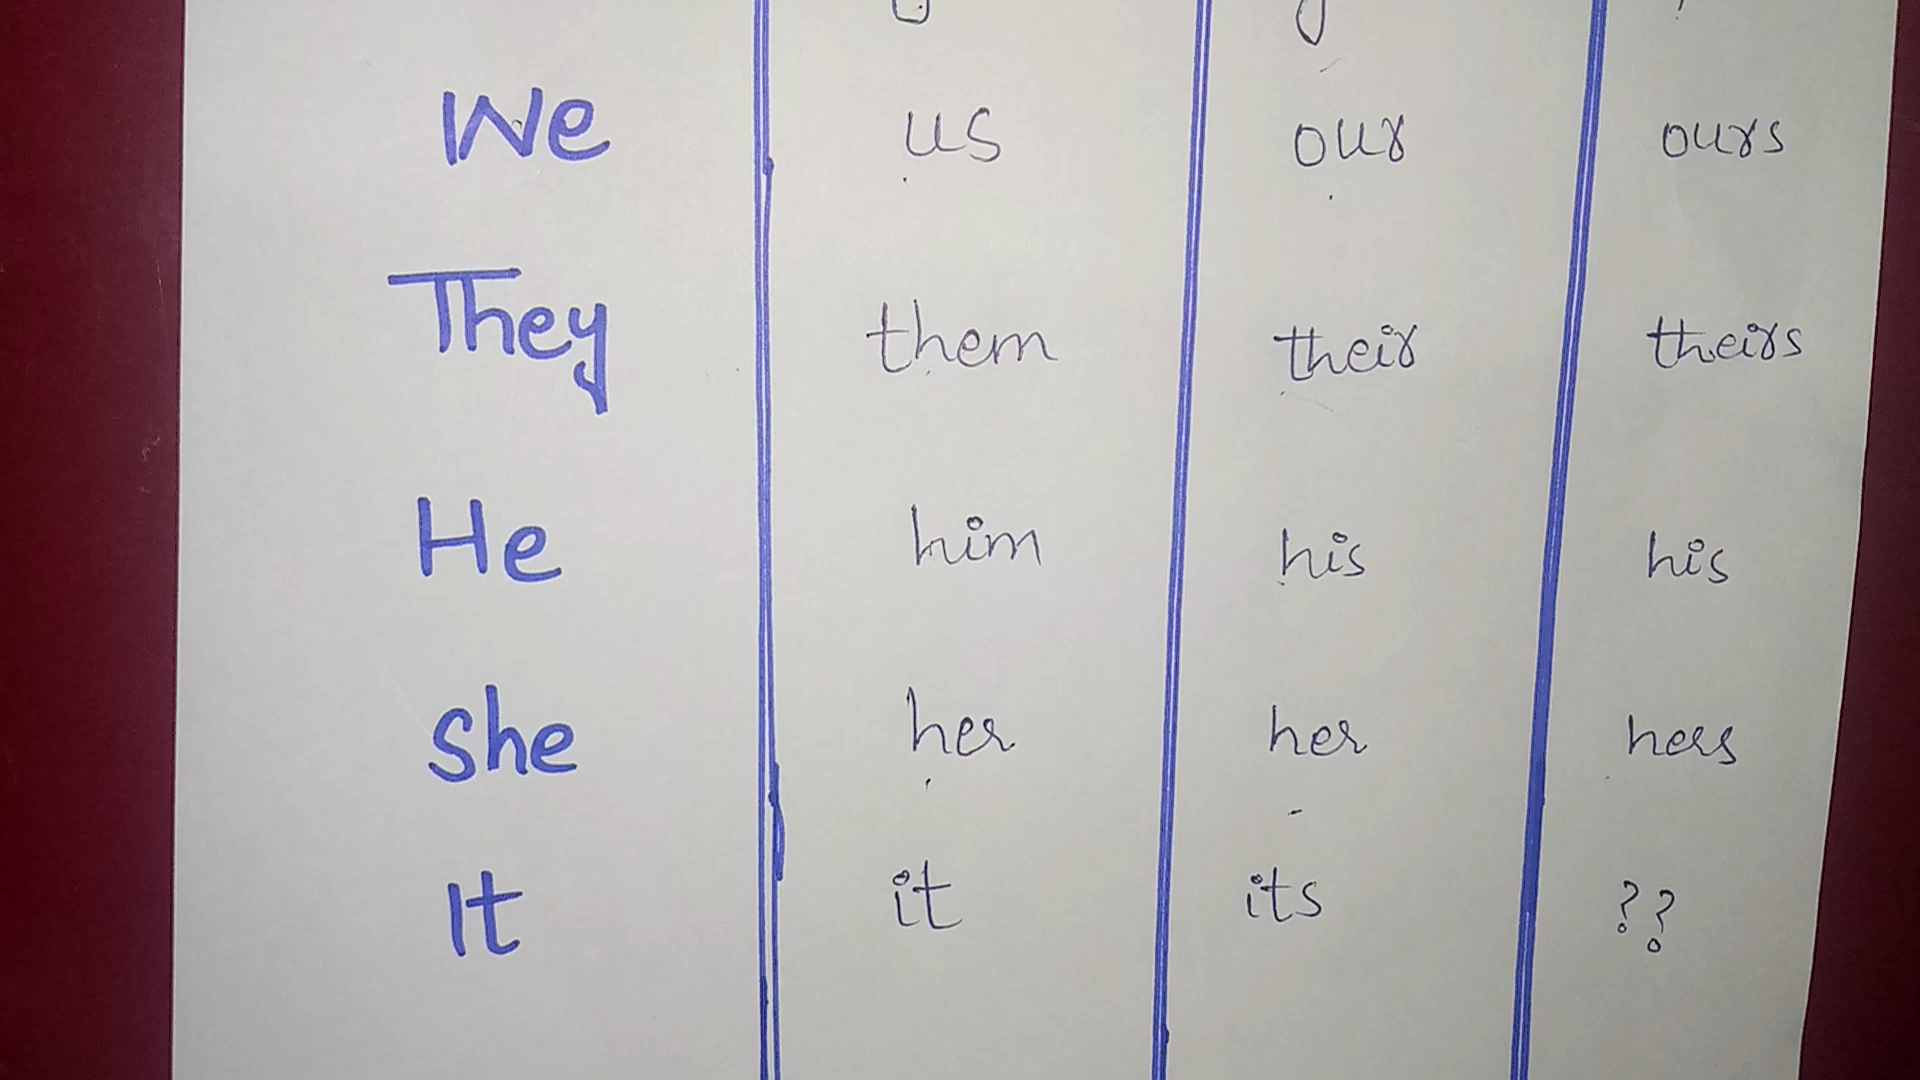 We us our ours
They them their theirs
He him his his
She her her hers
It it its ??